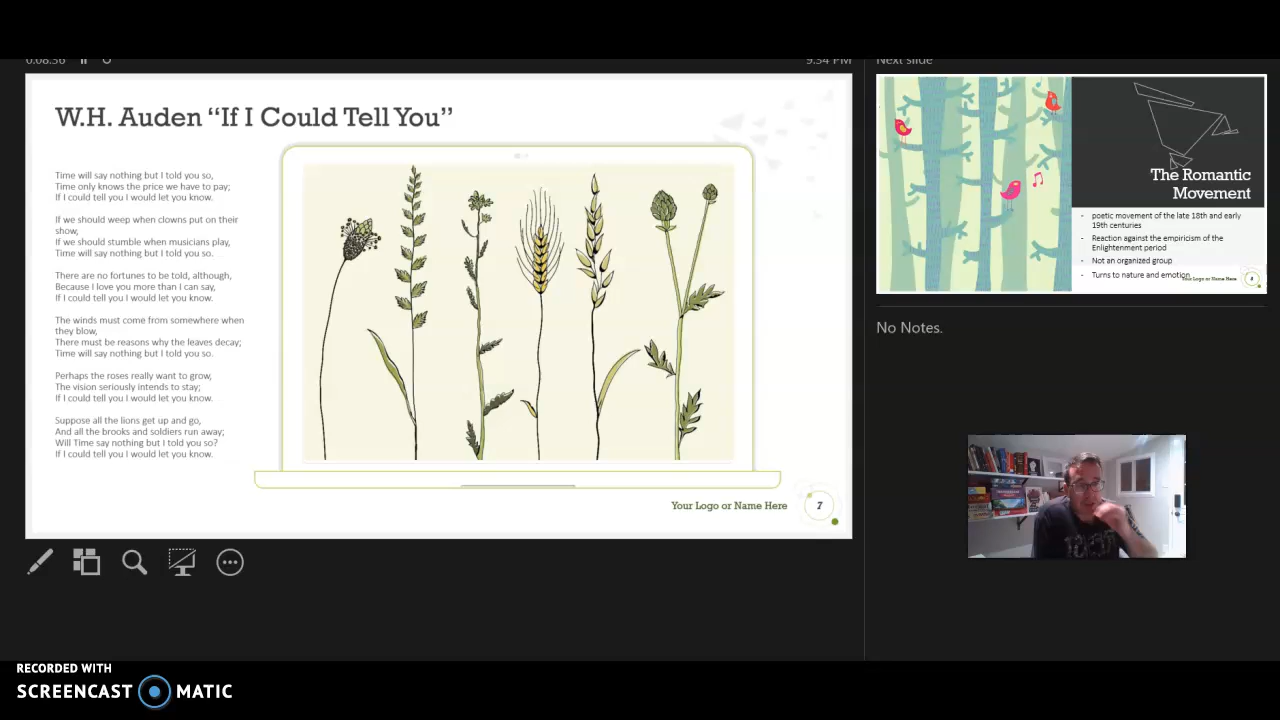 0:08:36
9:54 PM
Next slide
W.H. Auden “If I Could Tell You”
Time will say nothing but I told you so,
Time only knows the price we have to pay;
If I could tell you I would let you know.
If we should weep when clowns put on their
show,
If we should stumble when musicians play,
Time will say nothing but I told you so.
There are no fortunes to be told, although,
Because I love you more than I can say,
If I could tell you I would let you know.
The winds must come from somewhere when
they blow,
There must be reasons why the leaves decay;
Time will say nothing but I told you so.
Perhaps the roses really want to grow,
The vision seriously intends to stay;
If I could tell you I would let you know.
Suppose all the lions get up and go,
And all the brooks and soldiers run away;
Will Time say nothing but I told you so?
If I could tell you I would let you know.
Your Logo or Name Here
7
The Romantic
Movement
- poetic movement of the late 18th and early
19th centuries
- Reaction against the empiricism of the
Enlightenment period
- Not an organized group
- Turns to nature and emotion
Your Logo or Name Here
8
No Notes.
RECORDED WITH
SCREENCAST MATIC